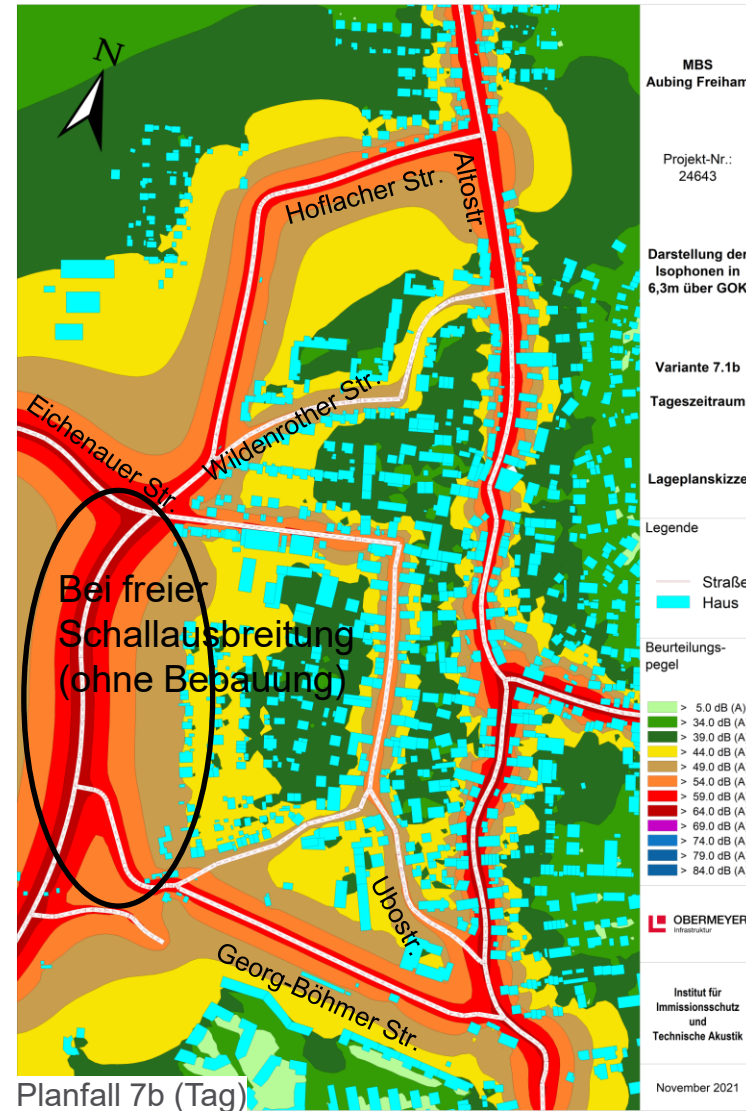 N
Hoflacher Str.
Altostr.
Wildenrother Str.
Eichenauer Str.
Bei freier
Schallausbreitung
(ohne Bebauung)
Ubostr.
Georg-Böhmer Str.
Planfall 7b (Tag)
MBS
Aubing Freiham
Projekt-Nr.:
24643
Darstellung der
Isophonen in
6,3m über GOK
Variante 7.1b
Tageszeitraum
Lageplanskizze
Legende
Straße
Haus
Beurteilungs-
pegel
> 5.0 dB (A)
> 34.0 dB (A)
> 39.0 dB (A)
> 44.0 dB (A)
> 49.0 dB (A)
> 54.0 dB (A)
> 59.0 dB (A)
> 64.0 dB (A)
> 69.0 dB (A)
> 74.0 dB (A)
> 79.0 dB (A)
> 84.0 dB (A)
OBERMEYER
Infrastruktur
Institut für
Immissionsschutz
und
Technische Akustik
November 2021